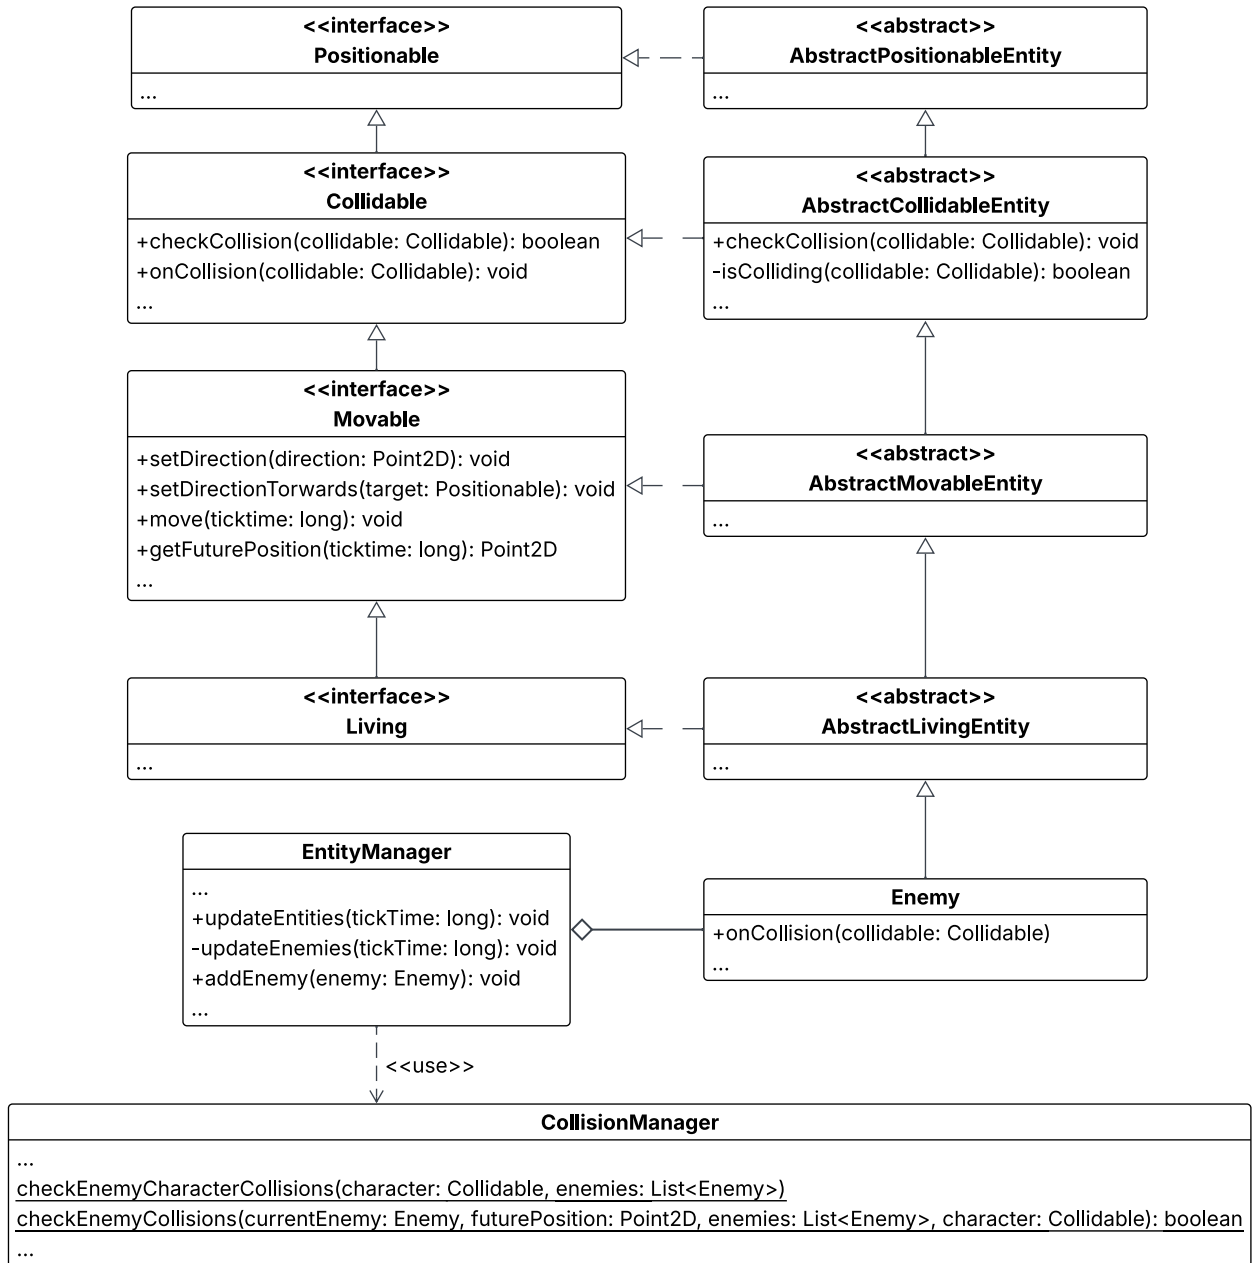 <<interface>>
Positionable
...
<<abstract>>
AbstractPositionableEntity
...
<<interface>>
Collidable
+checkCollision(collidable: Collidable): boolean
+onCollision(collidable: Collidable): void
...
<<abstract>>
AbstractCollidableEntity
+checkCollision(collidable: Collidable): void
-isColliding(collidable: Collidable): boolean
...
<<interface>>
Movable
+setDirection(direction: Point2D): void
+setDirectionTorwards(target: Positionable): void
+move(ticktime: long): void
+getFuturePosition(ticktime: long): Point2D
...
<<abstract>>
AbstractMovableEntity
...
<<interface>>
Living
...
<<abstract>>
AbstractLivingEntity
...
EntityManager
...
+updateEntities(tickTime: long): void
-updateEnemies(tickTime: long): void
+addEnemy(enemy: Enemy): void
...
Enemy
+onCollision(collidable: Collidable)
...
<<use>>
CollisionManager
...
checkEnemyCharacterCollisions(character: Collidable, enemies: List<Enemy>)
checkEnemyCollisions(currentEnemy: Enemy, futurePosition: Point2D, enemies: List<Enemy>, character: Collidable): boolean
...